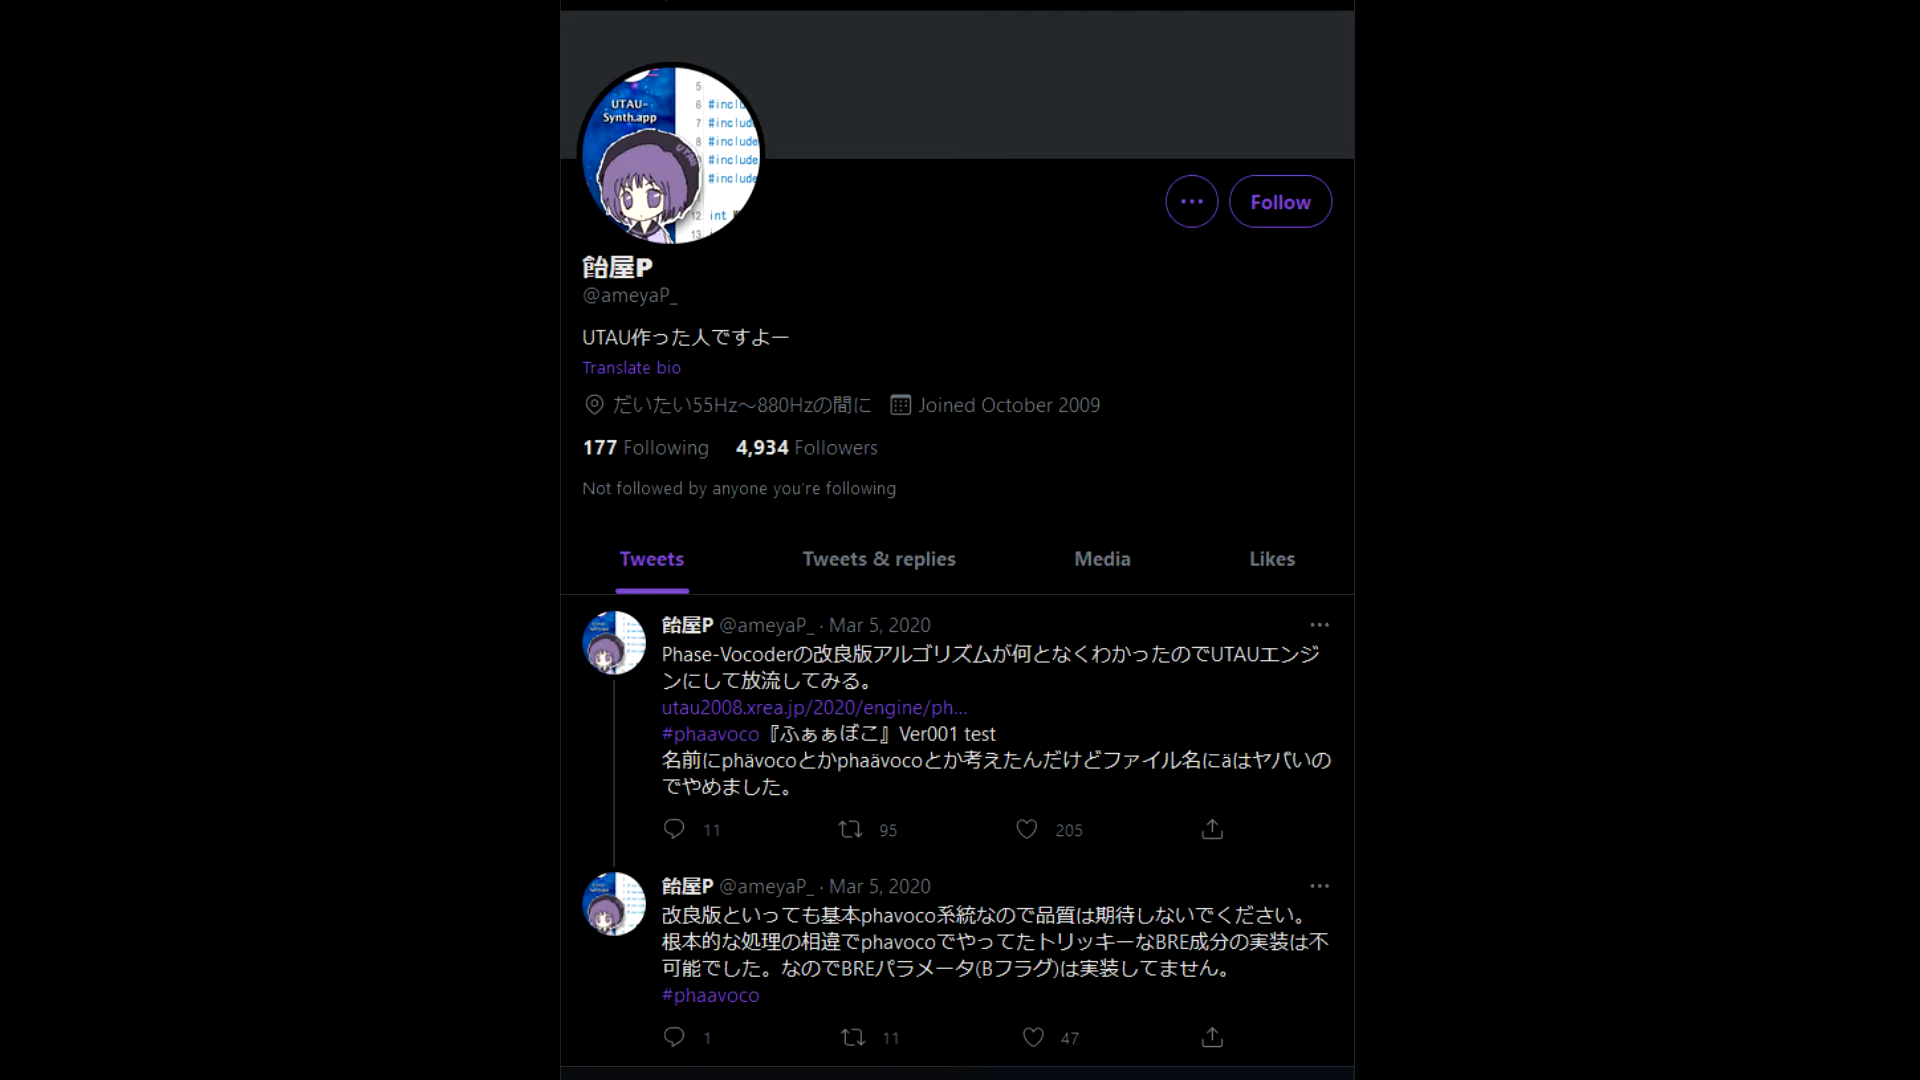 UTAU-
Synth.app
5
6 #inclu
7 #include
8 #include
#include
#include
12 int
13
UTAU
Follow
飴屋P
@ameyaP_
UTAU作った人ですよー
Translate bio
だいたい55Hz～880Hzの間に Joined October 2009
177 Following 4,934 Followers
Not followed by anyone you're following
Tweets Tweets & replies Media Likes
飴屋P @ameyaP_ · Mar 5, 2020
Phase-Vocoderの改良版アルゴリズムが何となくわかったのでUTAUエンジ
ンにして放流してみる。
utau2008.xrea.jp/2020/engine/ph...
#phaavoco『ふぁぁぼこ』Ver001 test
名前にphävocoとかphaävocoとか考えたんだけどファイル名にäはヤバいの
でやめました。
11 95 205
飴屋P @ameyaP_ · Mar 5, 2020
改良版といっても基本phavoco系統なので品質は期待しないでください。
根本的な処理の相違でphavocoでやってたトリッキーなBRE成分の実装は不
可能でした。なのでBREパラメータ(Bフラグ)は実装してません。
#phaavoco
1 11 47